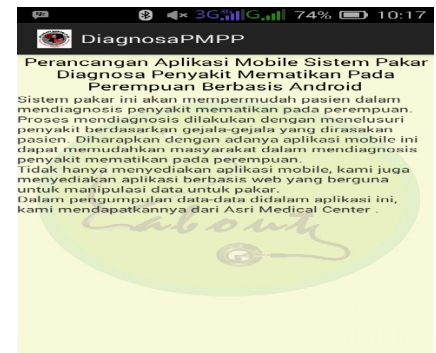 3G G 74% 10:17
DiagnosaPMPP
Perancangan Aplikasi Mobile Sistem Pakar
Diagnosa Penyakit Mematikan Pada
Perempuan Berbasis Android
Sistem pakar ini akan mempermudah pasien dalam
mendiagnosis penyakit mematikan pada perempuan.
Proses mendiagnosis dilakukan dengan menelusuri
penyakit berdasarkan gejala-gejala yang dirasakan
pasien. Diharapkan dengan adanya aplikasi mobile ini
dapat memudahkan masyarakat dalam mendiagnosis
penyakit mematikan pada perempuan.
Tidak hanya menyediakan aplikasi mobile, kami juga
menyediakan aplikasi berbasis web yang berguna
untuk manipulasi data untuk pakar.
Dalam pengumpulan data-data didalam aplikasi ini,
kami mendapatkannya dari Asri Medical Center .